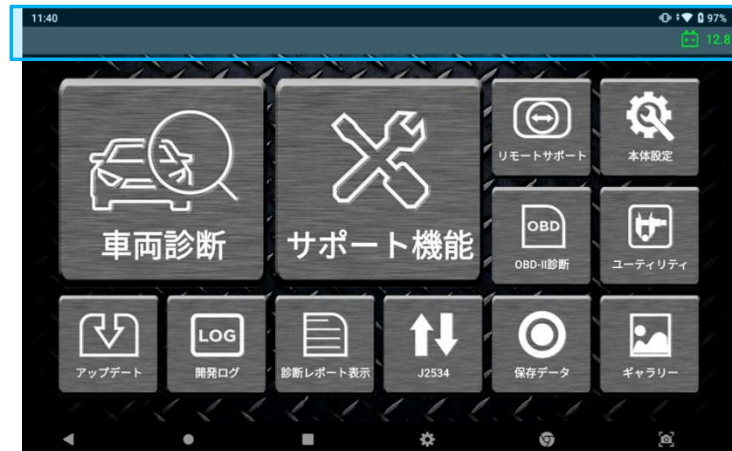 11:40
97%
12.8
車両診断
サポート機能
リモートサポート
本体設定
OBD
OBD-II診断
ユーティリティ
アップデート
LOG
開発ログ
診断レポート表示
J2534
保存データ
ギャラリー